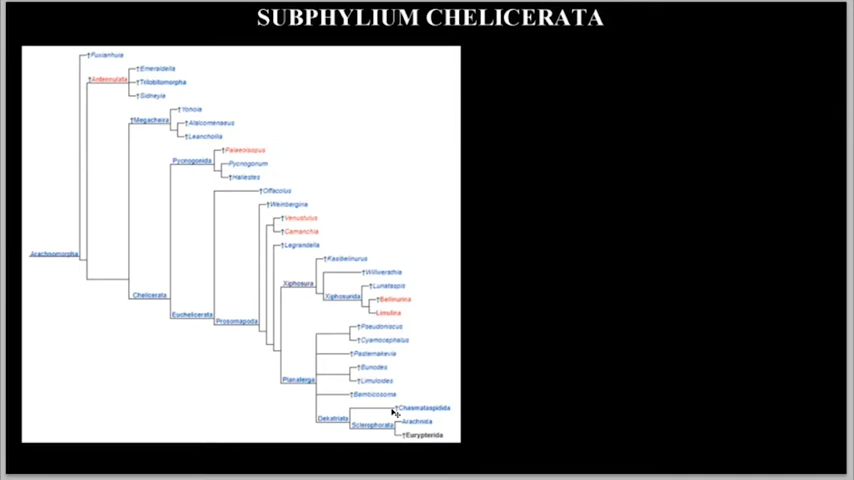 SUBPHYLIUM CHELICERATA
†Fuxianhuia
†Antennulata
†Emeraldella
†Trilobitomorpha
†Sidneyia
†Megacheira
†Yohoia
†Alalcomenaeus
†Leanchoilia
Pycnogonida
†Palaeoisopus
Pycnogonum
†Haliestes
†Offacolus
†Weinbergina
†Venustulus
†Camanchia
†Legrandella
Arachnomorpha
†Kasibelinurus
†Willwerathia
Xiphosura
†Lunataspis
Chelicerata
Xiphosurida
†Bellinurina
Limulina
Euchelicerata
Prosomapoda
†Pseudoniscus
†Cyamocephalus
†Pasternakevia
†Bunodes
Planaterga
†Limuloides
†Bembicosoma
†Chasmataspidida
Dekatriata
Arachnida
Sclerophorata
†Eurypterida